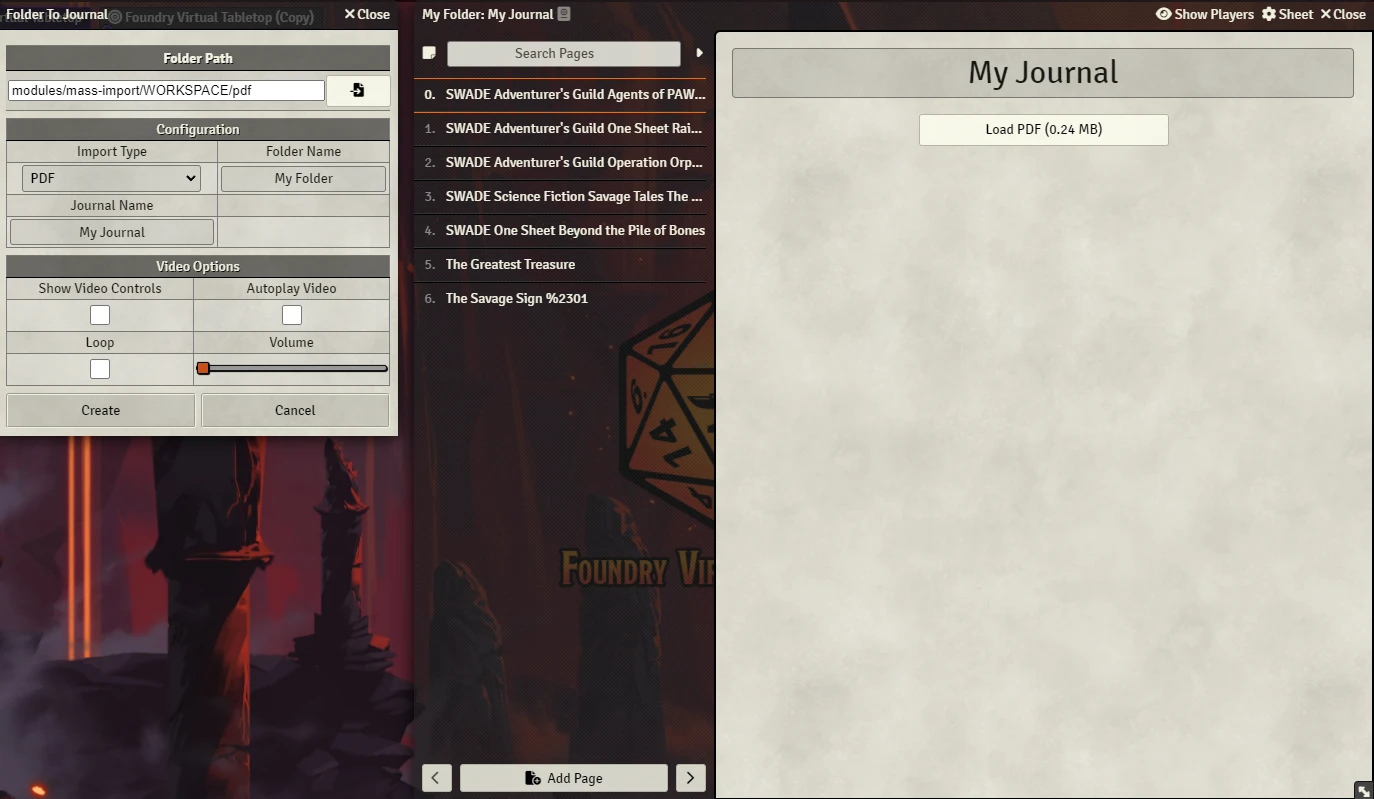 Folder To Journal
Foundry Virtual Tabletop (Copy)
Close
Folder Path
modules/mass-import/WORKSPACE/pdf
Configuration
Import Type
Folder Name
PDF
My Folder
Journal Name
My Journal
Video Options
Show Video Controls
Autoplay Video
Loop
Volume
Create
Cancel
My Folder: My Journal
Show Players
Sheet
Close
Search Pages
0. SWADE Adventurer's Guild Agents of PAW...
1. SWADE Adventurer's Guild One Sheet Rai...
2. SWADE Adventurer's Guild Operation Orp...
3. SWADE Science Fiction Savage Tales The ...
4. SWADE One Sheet Beyond the Pile of Bones
5. The Greatest Treasure
6. The Savage Sign %2301
16
6.
14
Foundry Vi
Add Page
My Journal
Load PDF (0.24 MB)